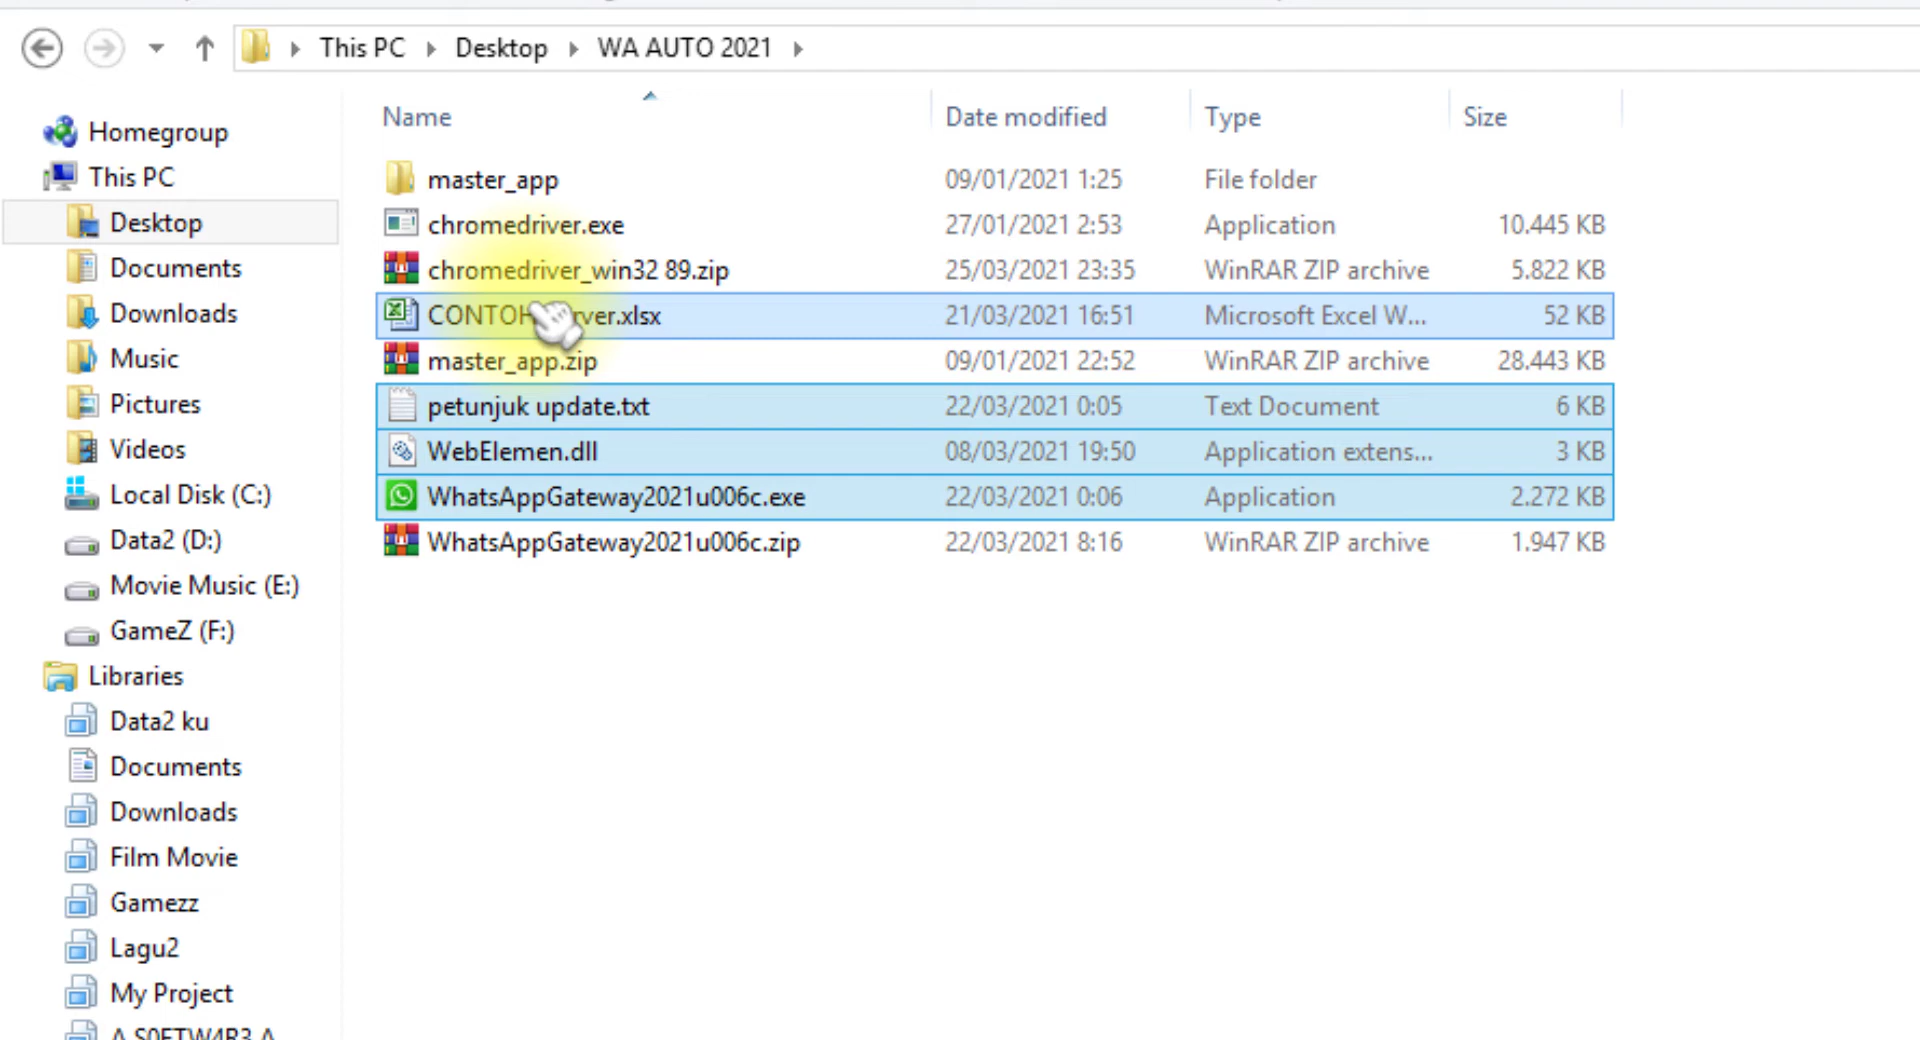 This PC Desktop WA AUTO 2021
Name Date modified Type Size
Homegroup
This PC
Desktop
Documents
Downloads
Music
Pictures
Videos
Local Disk (C:)
Data2 (D:)
Movie Music (E:)
GameZ (F:)
Libraries
Data2 ku
Documents
Downloads
Film Movie
Gamezz
Lagu2
My Project
A S0FTW4R3 A
master_app 09/01/2021 1:25 File folder
chromedriver.exe 27/01/2021 2:53 Application 10.445 KB
chromedriver_win32 89.zip 25/03/2021 23:35 WinRAR ZIP archive 5.822 KB
CONTOH 21/03/2021 16:51 Microsoft Excel W... 52 KB
master_app.zip 09/01/2021 22:52 WinRAR ZIP archive 28.443 KB
petunjuk update.txt 22/03/2021 0:05 Text Document 6 KB
WebElemen.dll 08/03/2021 19:50 Application extens... 3 KB
WhatsAppGateway2021u006c.exe 22/03/2021 0:06 Application 2.272 KB
WhatsAppGateway2021u006c.zip 22/03/2021 8:16 WinRAR ZIP archive 1.947 KB